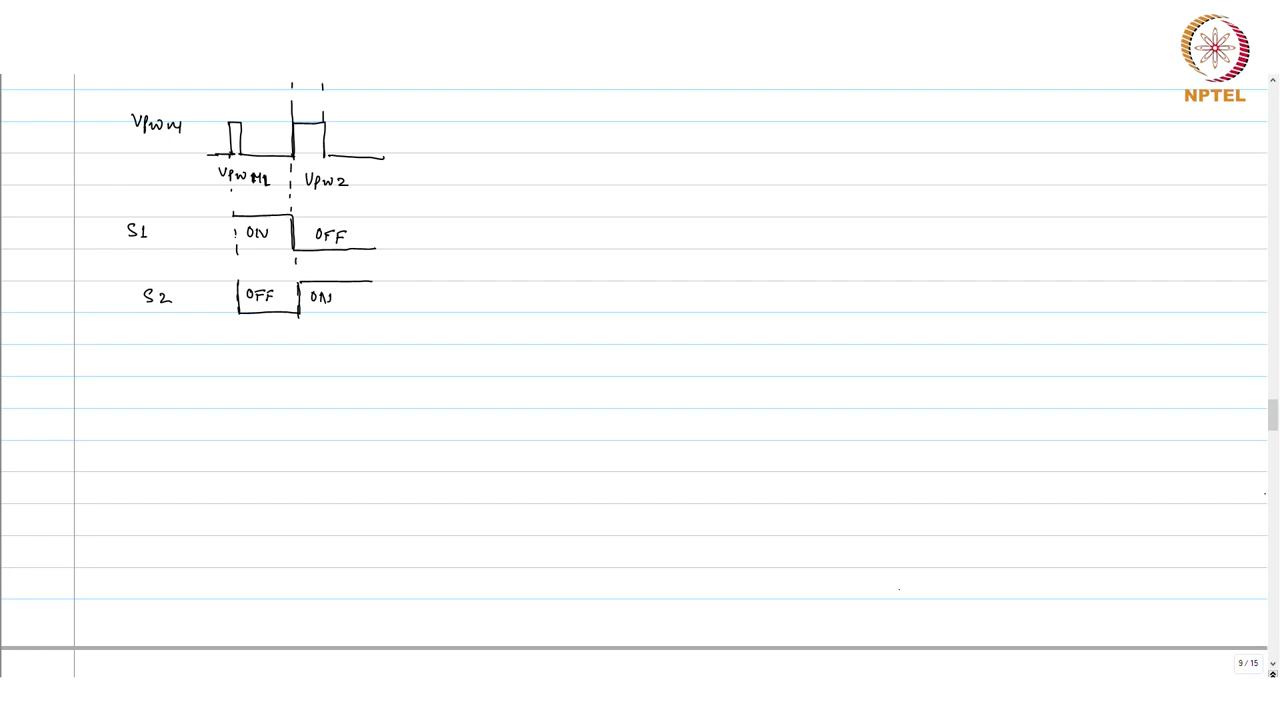 NPTEL
VPWM
VPWM1 VPW2
S1 ON OFF
S2 OFF ON
9 / 15